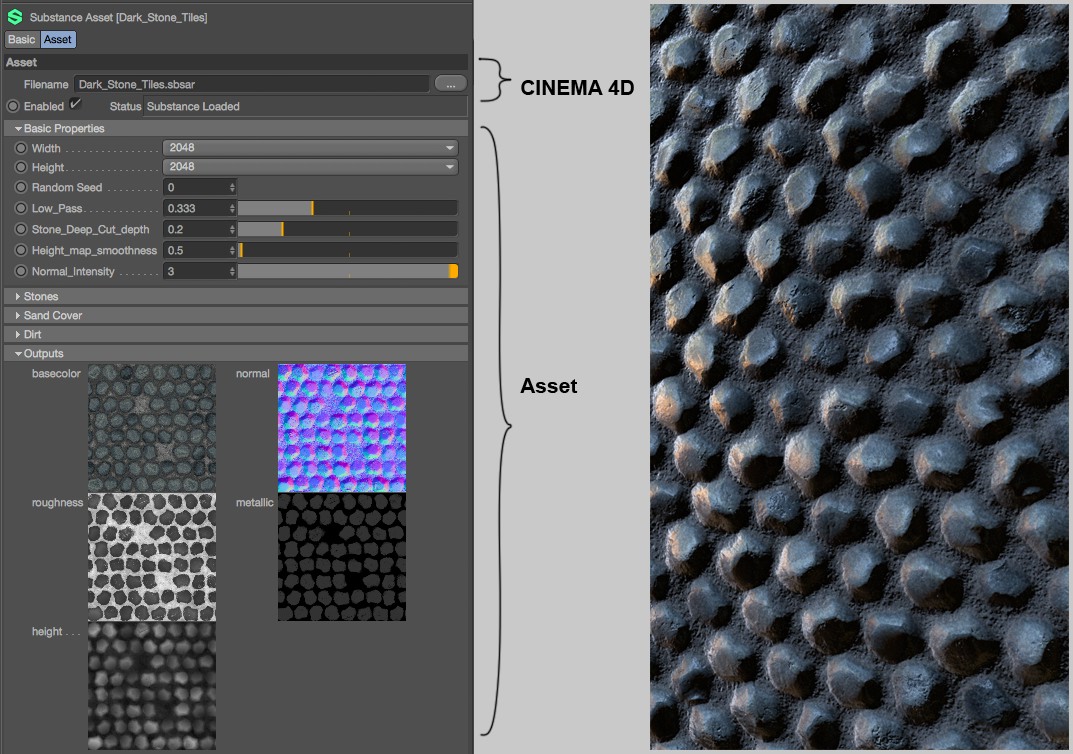 Substance Asset [Dark_Stone_Tiles]
Basic Asset
Asset
Filename Dark_Stone_Tiles.sbsar ...
Enabled Status Substance Loaded
Basic Properties
Width . . . . . . . . . . . . . 2048
Height . . . . . . . . . . . . 2048
Random Seed . . . . . . . 0
Low_Pass . . . . . . . . . . 0.333
Stone_Deep_Cut_depth 0.2
Height_map_smoothness 0.5
Normal_Intensity . . . . . 3
Stones
Sand Cover
Dirt
Outputs
basecolor normal
roughness metallic
height . . .
CINEMA 4D
Asset